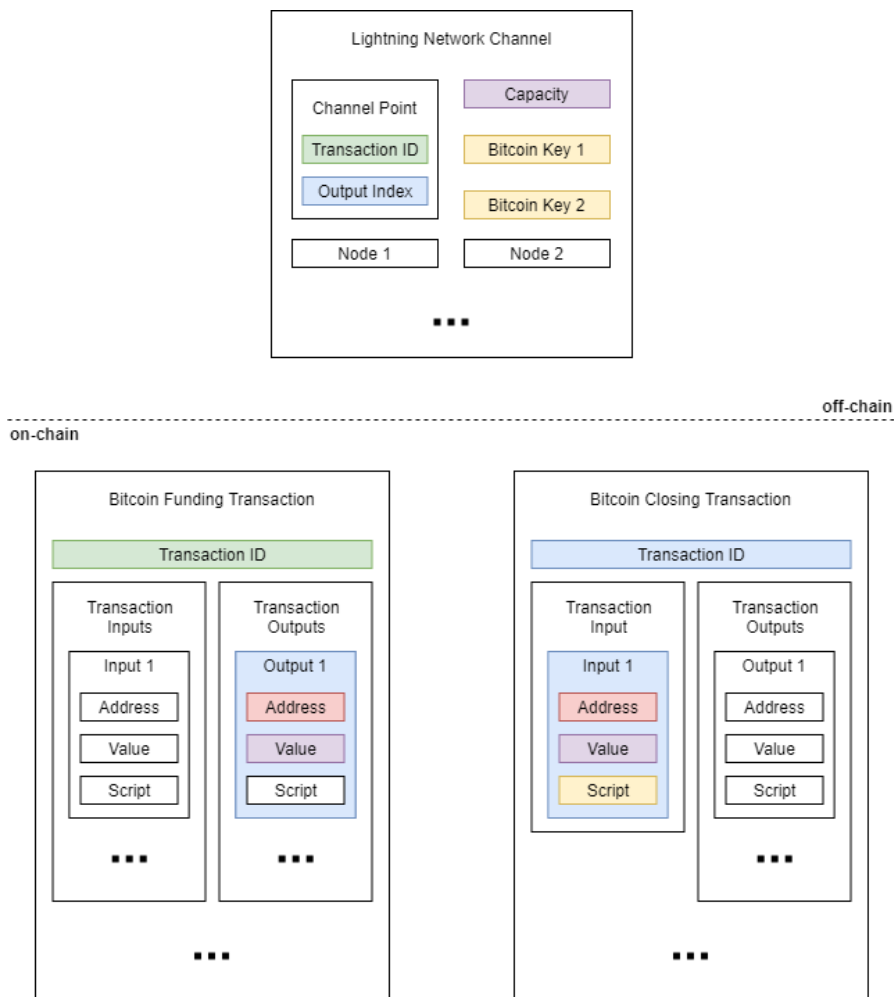 Lightning Network Channel
Channel Point
Transaction ID
Output Index
Capacity
Bitcoin Key 1
Bitcoin Key 2
Node 1
Node 2
...
off-chain
on-chain
Bitcoin Funding Transaction
Transaction ID
Transaction
Inputs
Input 1
Address
Value
Script
...
Transaction
Outputs
Output 1
Address
Value
Script
...
...
Bitcoin Closing Transaction
Transaction ID
Transaction
Input
Input 1
Address
Value
Script
Transaction
Outputs
Output 1
Address
Value
Script
...
...